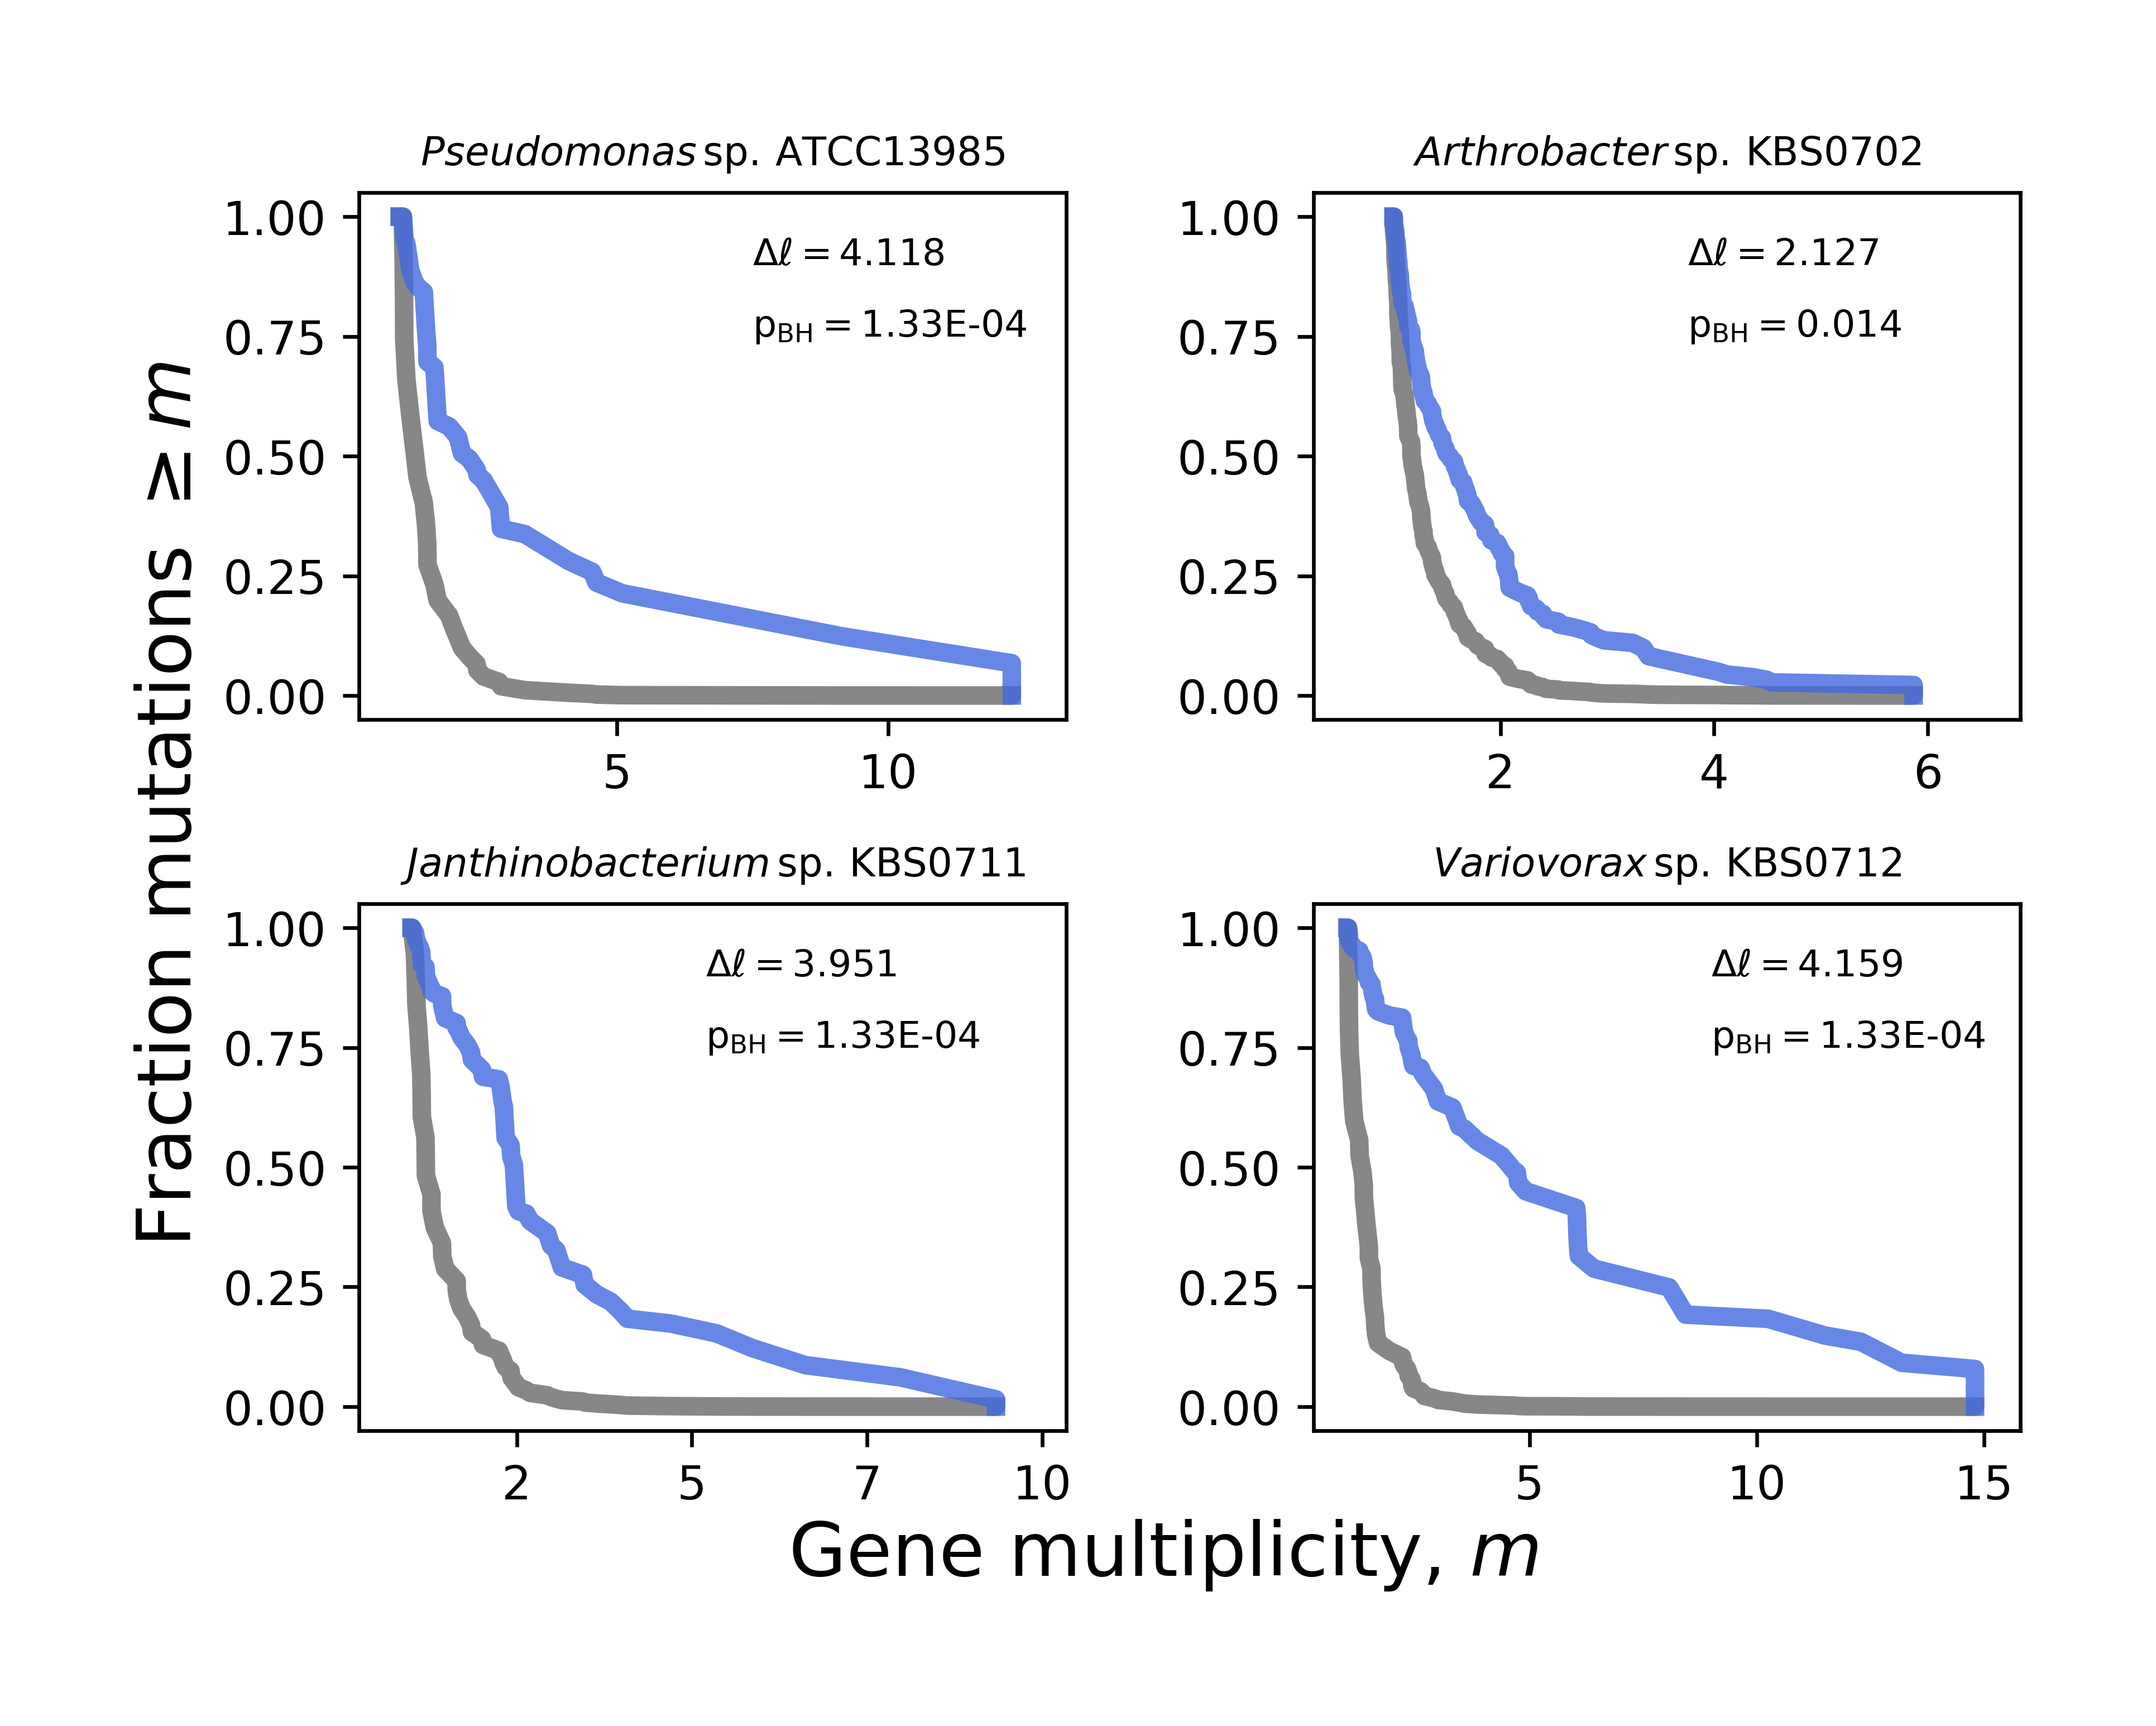 Fraction mutations ≥ m
Pseudomonas sp. ATCC13985
1.00
0.75
0.50
0.25
0.00
Δℓ = 4.118
p_BH = 1.33E-04
5 10
Arthrobacter sp. KBS0702
1.00
0.75
0.50
0.25
0.00
Δℓ = 2.127
p_BH = 0.014
2 4 6
Janthinobacterium sp. KBS0711
1.00
0.75
0.50
0.25
0.00
Δℓ = 3.951
p_BH = 1.33E-04
2 5 7 10
Variovorax sp. KBS0712
1.00
0.75
0.50
0.25
0.00
Δℓ = 4.159
p_BH = 1.33E-04
5 10 15
Gene multiplicity, m